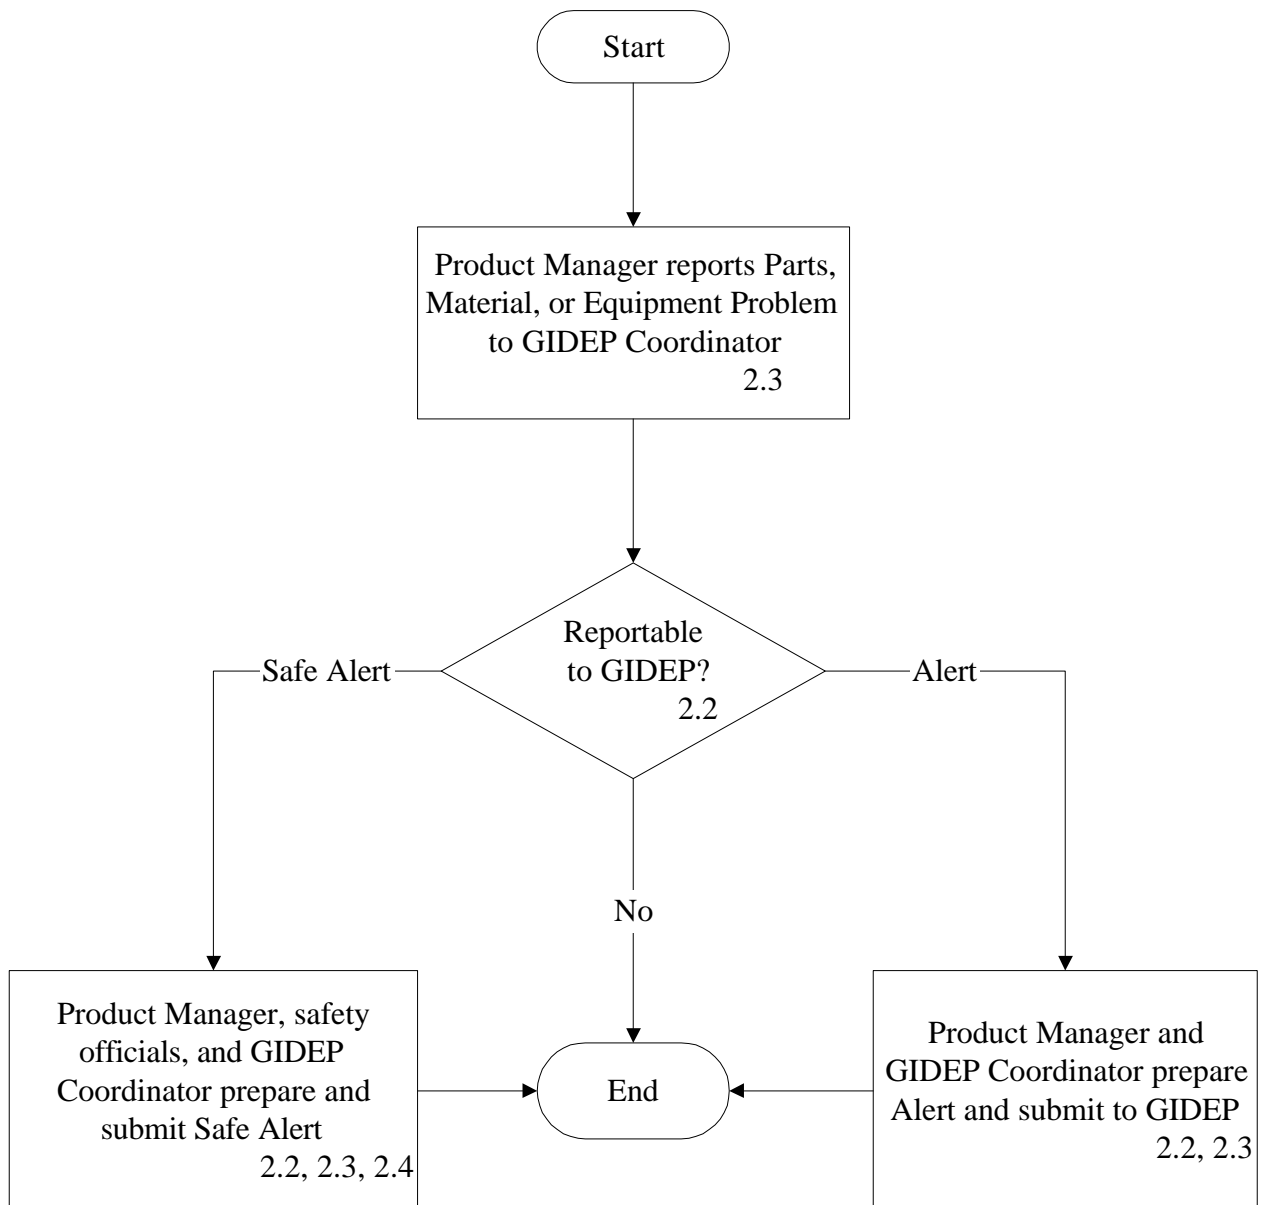 Start
Product Manager reports Parts,
Material, or Equipment Problem
to GIDEP Coordinator
2.3
Reportable
to GIDEP?
2.2
Safe Alert
Alert
No
Product Manager, safety
officials, and GIDEP
Coordinator prepare and
submit Safe Alert
2.2, 2.3, 2.4
End
Product Manager and
GIDEP Coordinator prepare
Alert and submit to GIDEP
2.2, 2.3